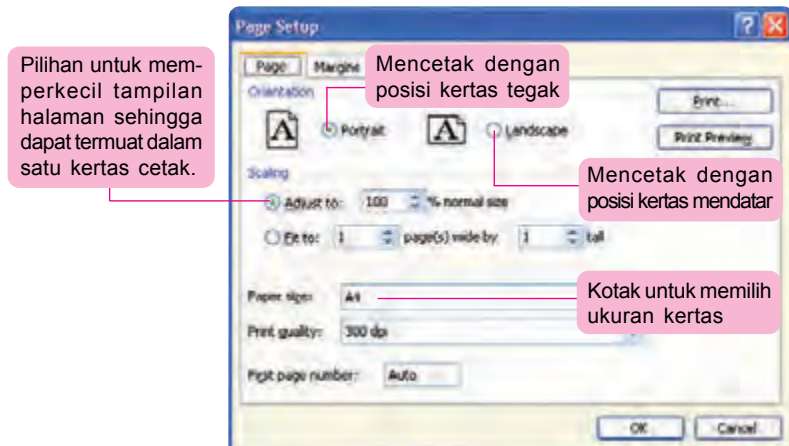 Page Setup
Page Margins
Orientation
Portrait
Landscape
Print...
Print Preview
Scaling
Adjust to: 100 % normal size
Fit to: 1 page(s) wide by 1 tall
Paper size: A4
Print quality: 300 dpi
First page number: Auto
OK Cancel
Pilihan untuk mem-
perkecil tampilan
halaman sehingga
dapat termuat dalam
satu kertas cetak.
Mencetak dengan
posisi kertas tegak
Mencetak dengan
posisi kertas mendatar
Kotak untuk memilih
ukuran kertas